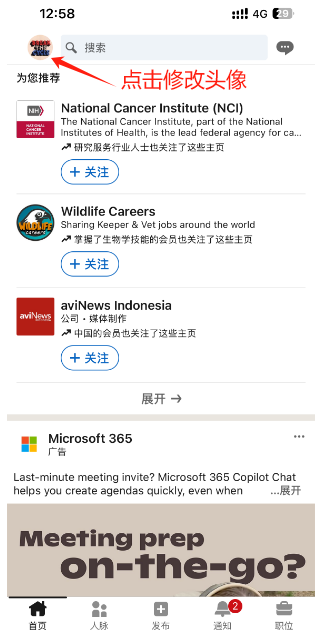 12:58
4G 29
搜索
点击修改头像
为您推荐
NIH
NATIONAL
CANCER
INSTITUTE
National Cancer Institute (NCI)
The National Cancer Institute, part of the National
Institutes of Health, is the lead federal agency for ca...
研究服务行业人士也关注了这些主页
+ 关注
WILDLIFE
CAREERS
Wildlife Careers
Sharing Keeper & Vet jobs around the world
掌握了生物学技能的会员也关注了这些主页
+ 关注
aviNews
aviNews Indonesia
公司・媒体制作
中国的会员也关注了这些主页
+ 关注
展开 →
Microsoft 365
广告
Last-minute meeting invite? Microsoft 365 Copilot Chat
helps you create agendas quickly, even when ...展开
Meeting prep
on-the-go?
2
首页 人脉 发布 通知 职位